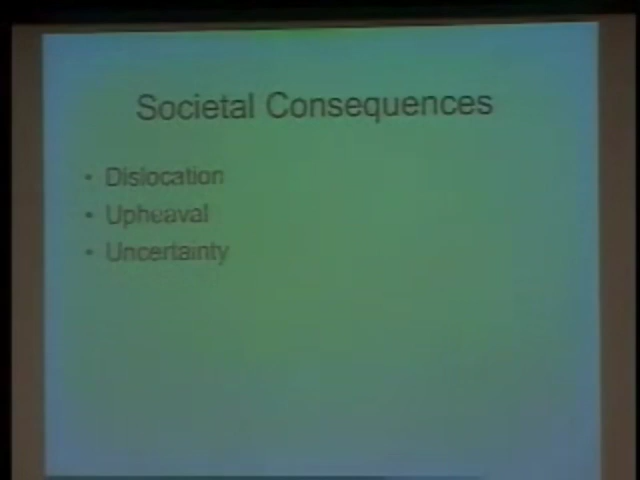 Societal Consequences
• Dislocation
• Upheaval
• Uncertainty